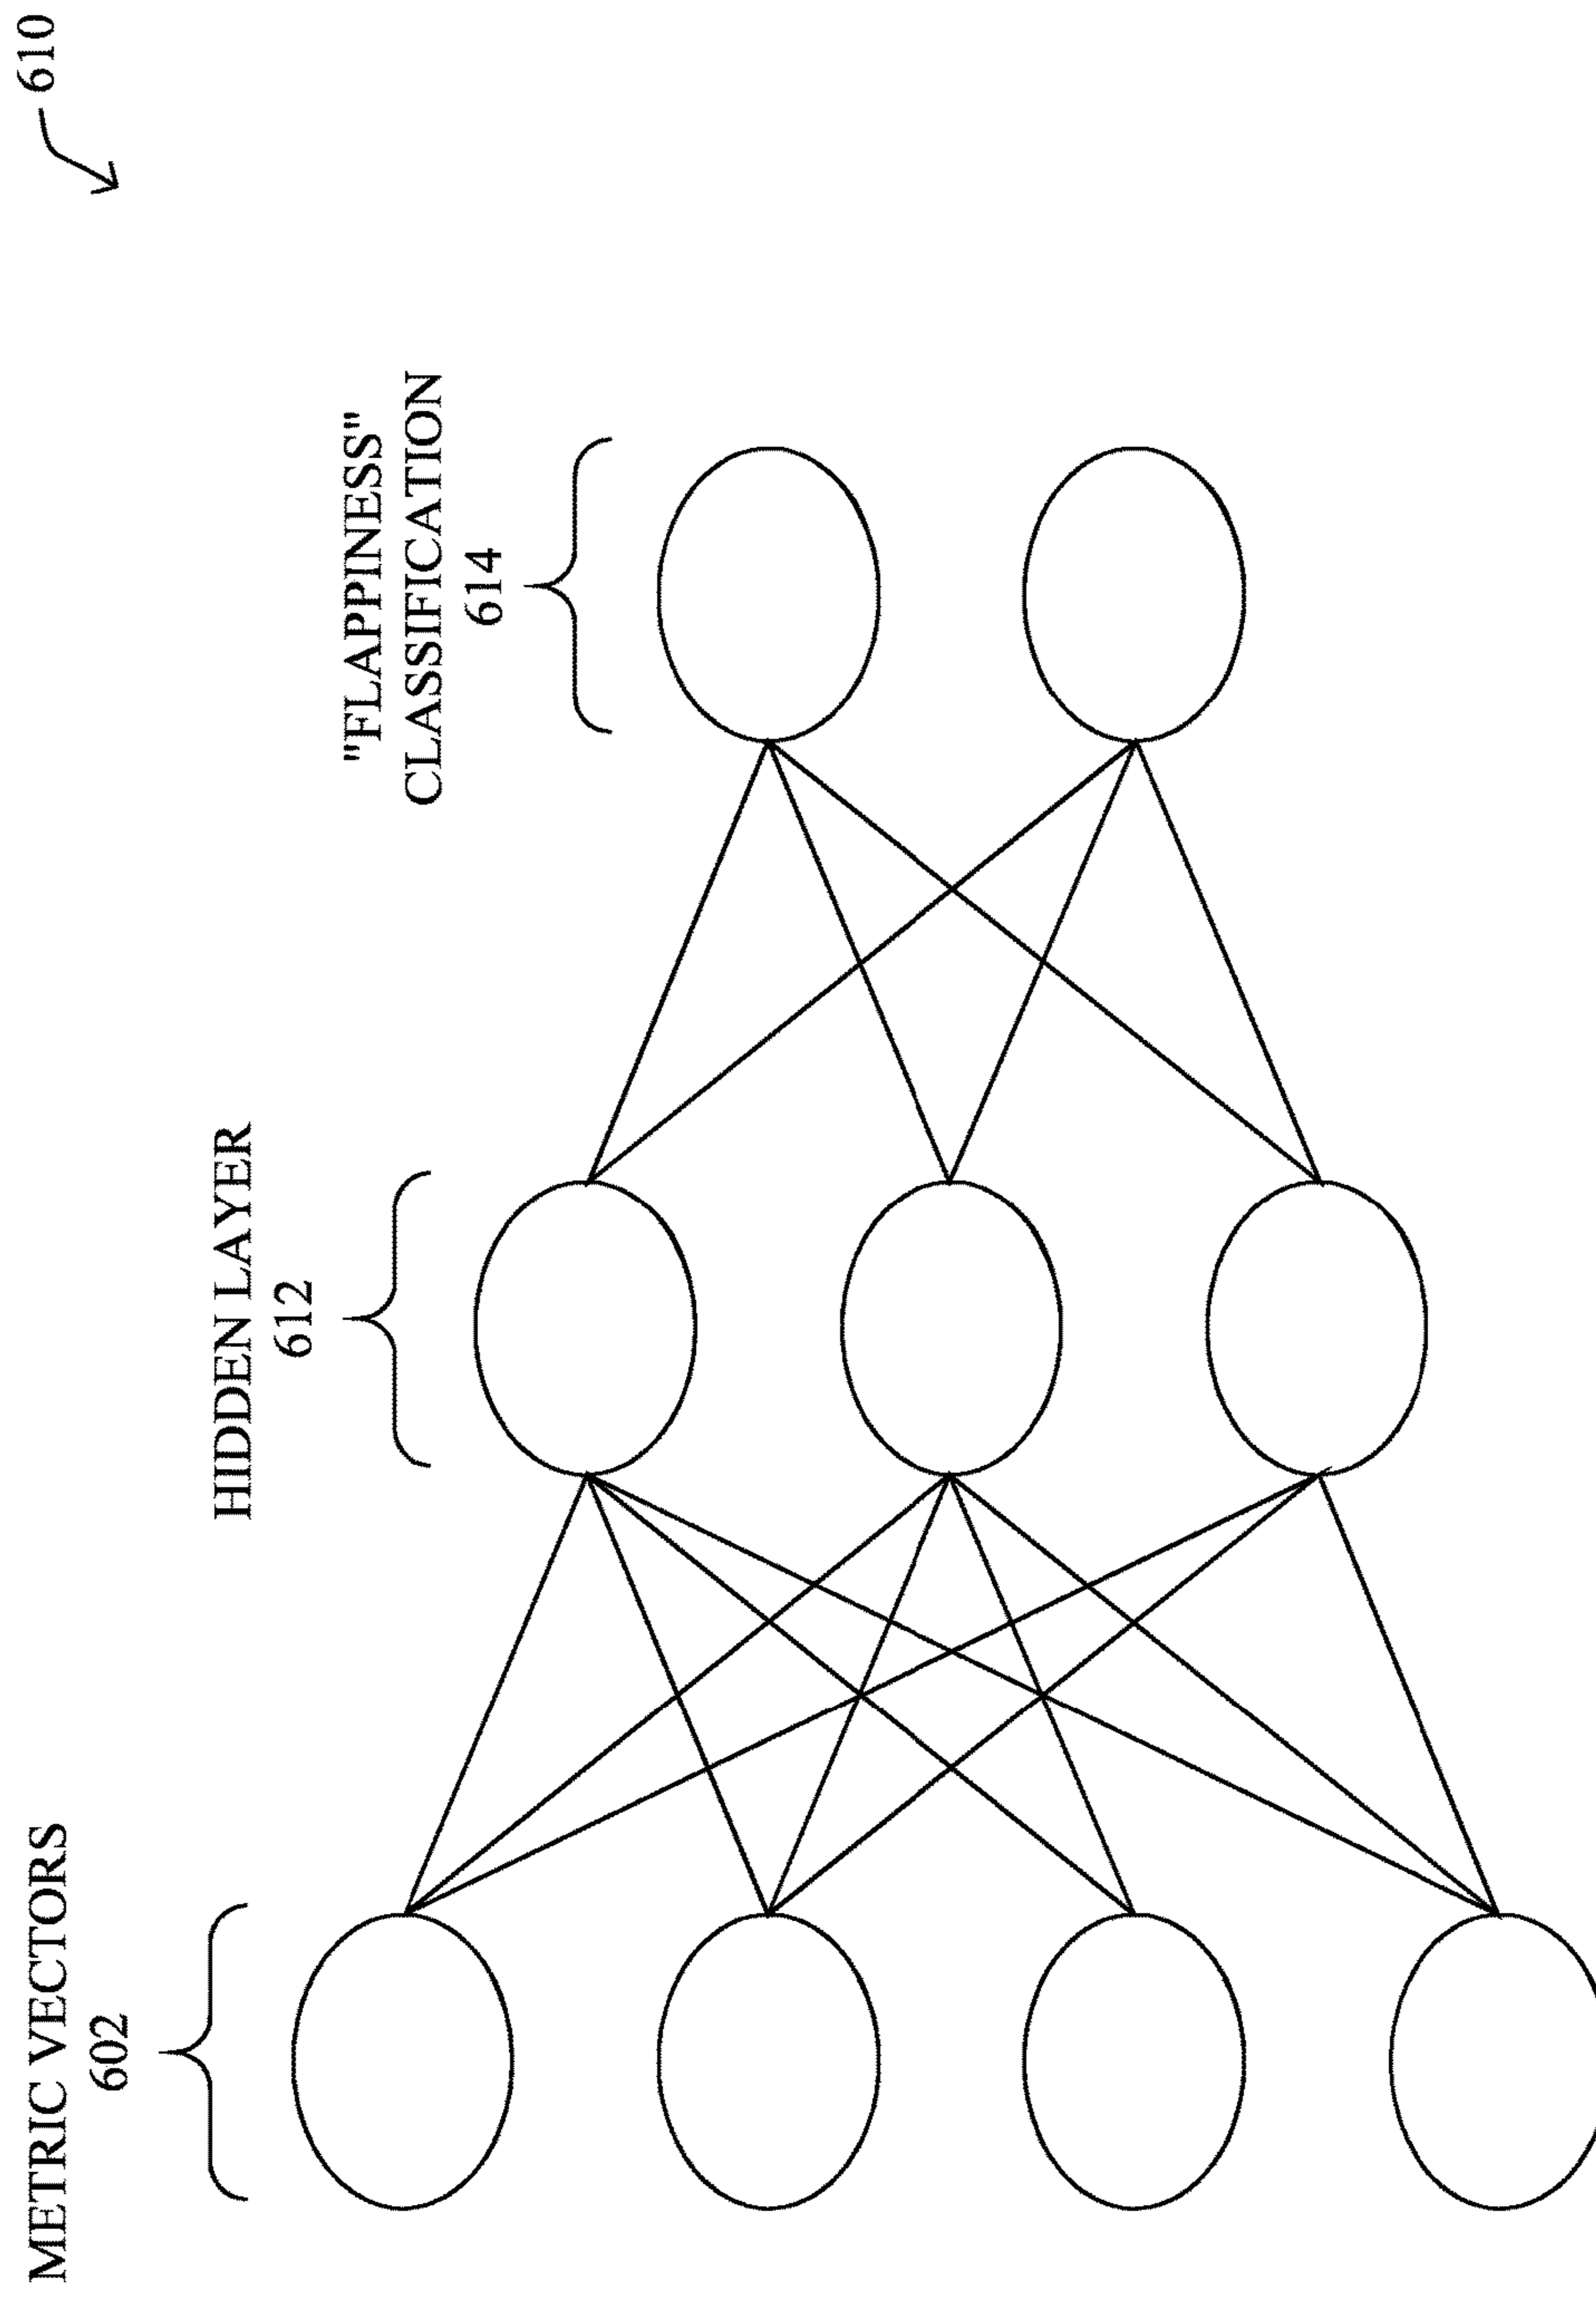 610
METRIC VECTORS
602
HIDDEN LAYER
612
"FLAPPINESS"
CLASSIFICATION
614